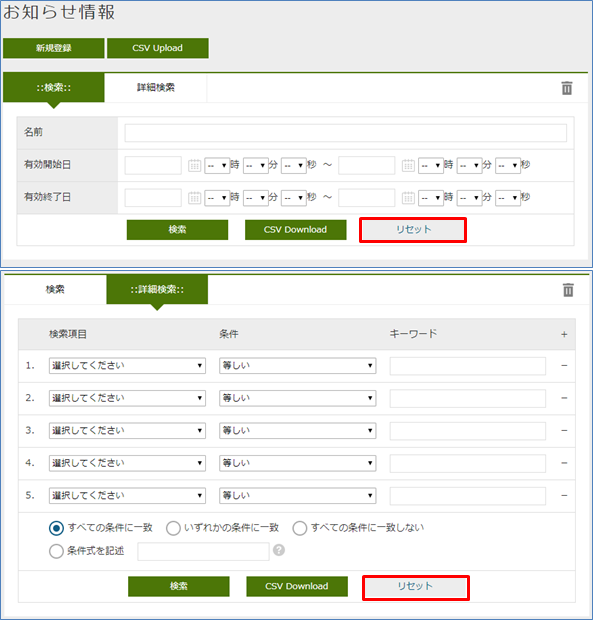 お知らせ情報
新規登録 CSV Upload
::検索:: 詳細検索
名前
有効開始日 -- 時 -- 分 -- 秒 ～ -- 時 -- 分 -- 秒
有効終了日 -- 時 -- 分 -- 秒 ～ -- 時 -- 分 -- 秒
検索 CSV Download リセット
検索 ::詳細検索::
検索項目 条件 キーワード +
1. 選択してください 等しい −
2. 選択してください 等しい −
3. 選択してください 等しい −
4. 選択してください 等しい −
5. 選択してください 等しい −
すべての条件に一致 いずれかの条件に一致 すべての条件に一致しない
条件式を記述 ?
検索 CSV Download リセット